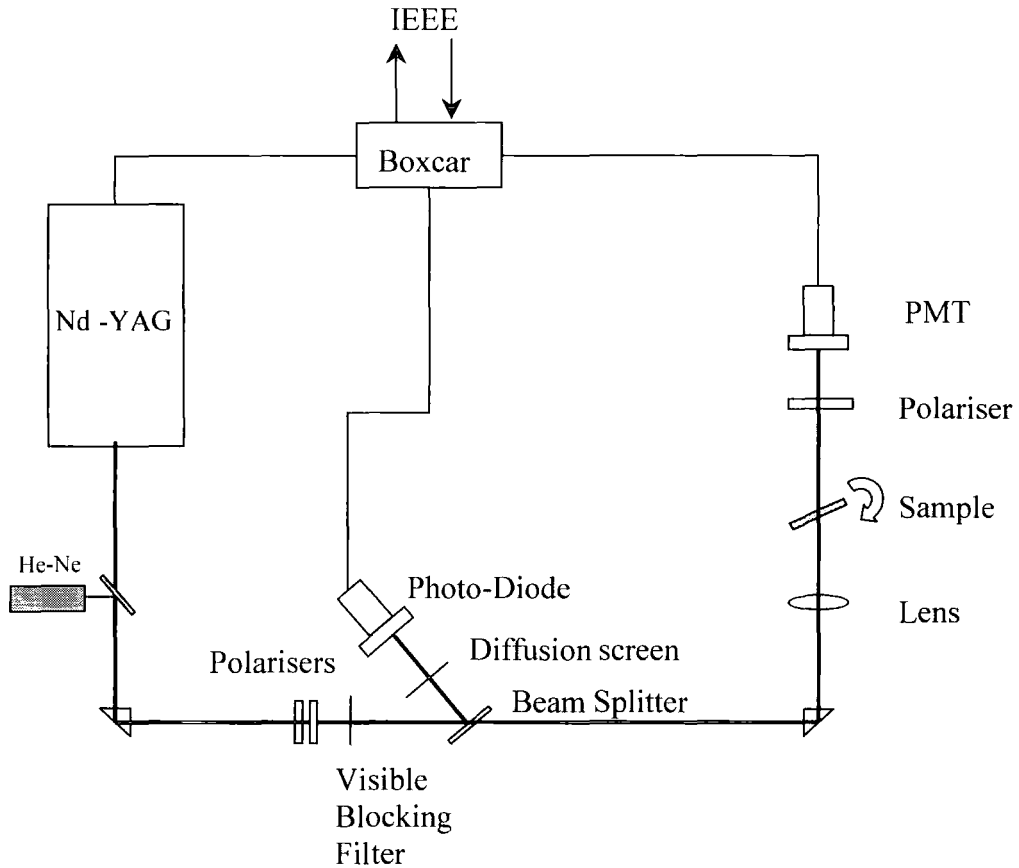 IEEE
Boxcar
Nd -YAG
PMT
Polariser
Sample
He-Ne
Photo-Diode
Lens
Diffusion screen
Polarisers
Beam Splitter
Visible
Blocking
Filter